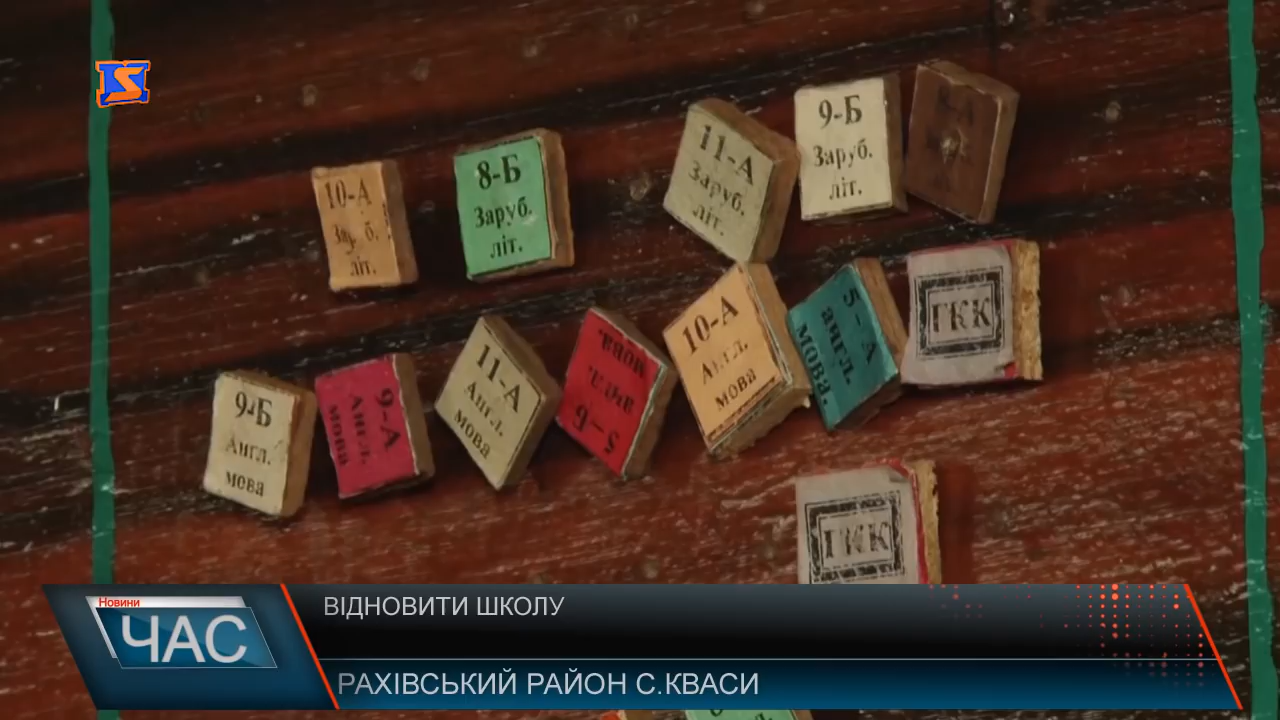 10-А
Заруб.
літ.
8-Б
Заруб.
літ.
11-А
Заруб.
літ.
9-Б
Заруб.
літ.
9-Б
Англ.
мова
9-А
Англ.
мова
11-А
Англ.
мова
5-Б
англ.
мова.
10-А
Англ.
мова
5-А
англ.
мова.
ГКК
ГКК
Новини
ЧАС
ВІДНОВИТИ ШКОЛУ
РАХІВСЬКИЙ РАЙОН С.КВАСИ
літ.